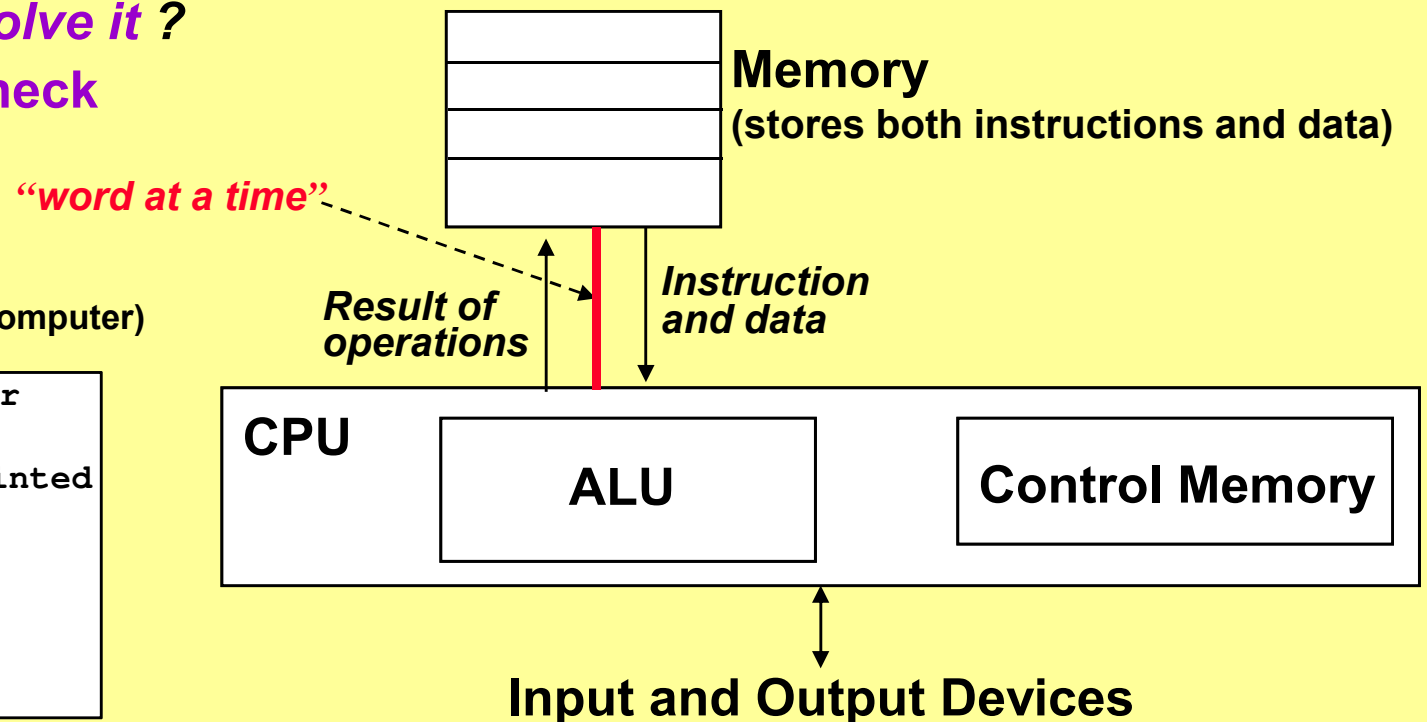 olve it ?
neck
Memory
(stores both instructions and data)
“word at a time”
Result of
operations
Instruction
and data
omputer)
r
inted
CPU
ALU
Control Memory
Input and Output Devices